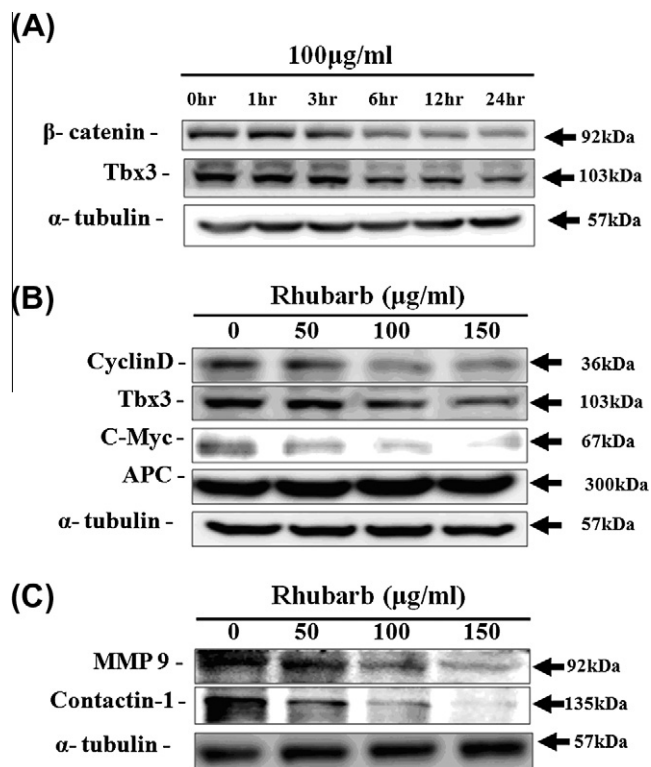 (A)
100μg/ml
0hr 1hr 3hr 6hr 12hr 24hr
β- catenin - 92kDa
Tbx3 - 103kDa
α- tubulin - 57kDa
(B)
Rhubarb (μg/ml)
0 50 100 150
CyclinD - 36kDa
Tbx3 - 103kDa
C-Myc - 67kDa
APC - 300kDa
α- tubulin - 57kDa
(C)
Rhubarb (μg/ml)
0 50 100 150
MMP 9 - 92kDa
Contactin-1 - 135kDa
α- tubulin - 57kDa